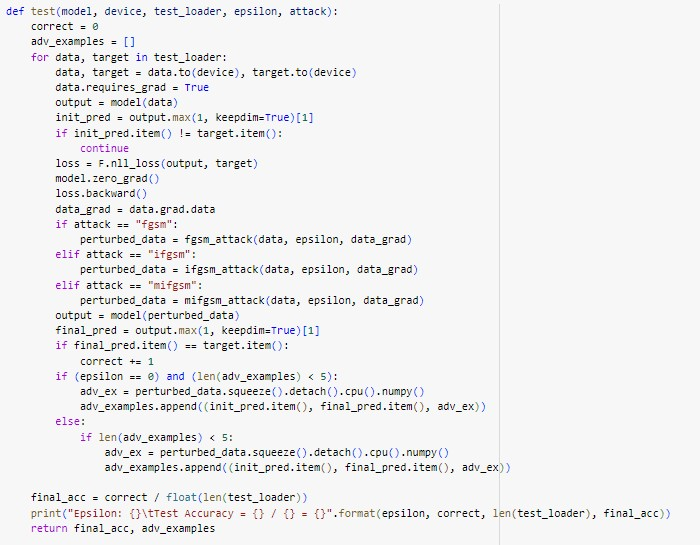 def test(model, device, test_loader, epsilon, attack):
    correct = 0
    adv_examples = []
    for data, target in test_loader:
        data, target = data.to(device), target.to(device)
        data.requires_grad = True
        output = model(data)
        init_pred = output.max(1, keepdim=True)[1]
        if init_pred.item() != target.item():
            continue
        loss = F.nll_loss(output, target)
        model.zero_grad()
        loss.backward()
        data_grad = data.grad.data
        if attack == "fgsm":
            perturbed_data = fgsm_attack(data, epsilon, data_grad)
        elif attack == "ifgsm":
            perturbed_data = ifgsm_attack(data, epsilon, data_grad)
        elif attack == "mifgsm":
            perturbed_data = mifgsm_attack(data, epsilon, data_grad)
        output = model(perturbed_data)
        final_pred = output.max(1, keepdim=True)[1]
        if final_pred.item() == target.item():
            correct += 1
        if (epsilon == 0) and (len(adv_examples) < 5):
            adv_ex = perturbed_data.squeeze().detach().cpu().numpy()
            adv_examples.append((init_pred.item(), final_pred.item(), adv_ex))
        else:
            if len(adv_examples) < 5:
                adv_ex = perturbed_data.squeeze().detach().cpu().numpy()
                adv_examples.append((init_pred.item(), final_pred.item(), adv_ex))

    final_acc = correct / float(len(test_loader))
    print("Epsilon: {}\tTest Accuracy = {} / {} = {}".format(epsilon, correct, len(test_loader), final_acc))
    return final_acc, adv_examples